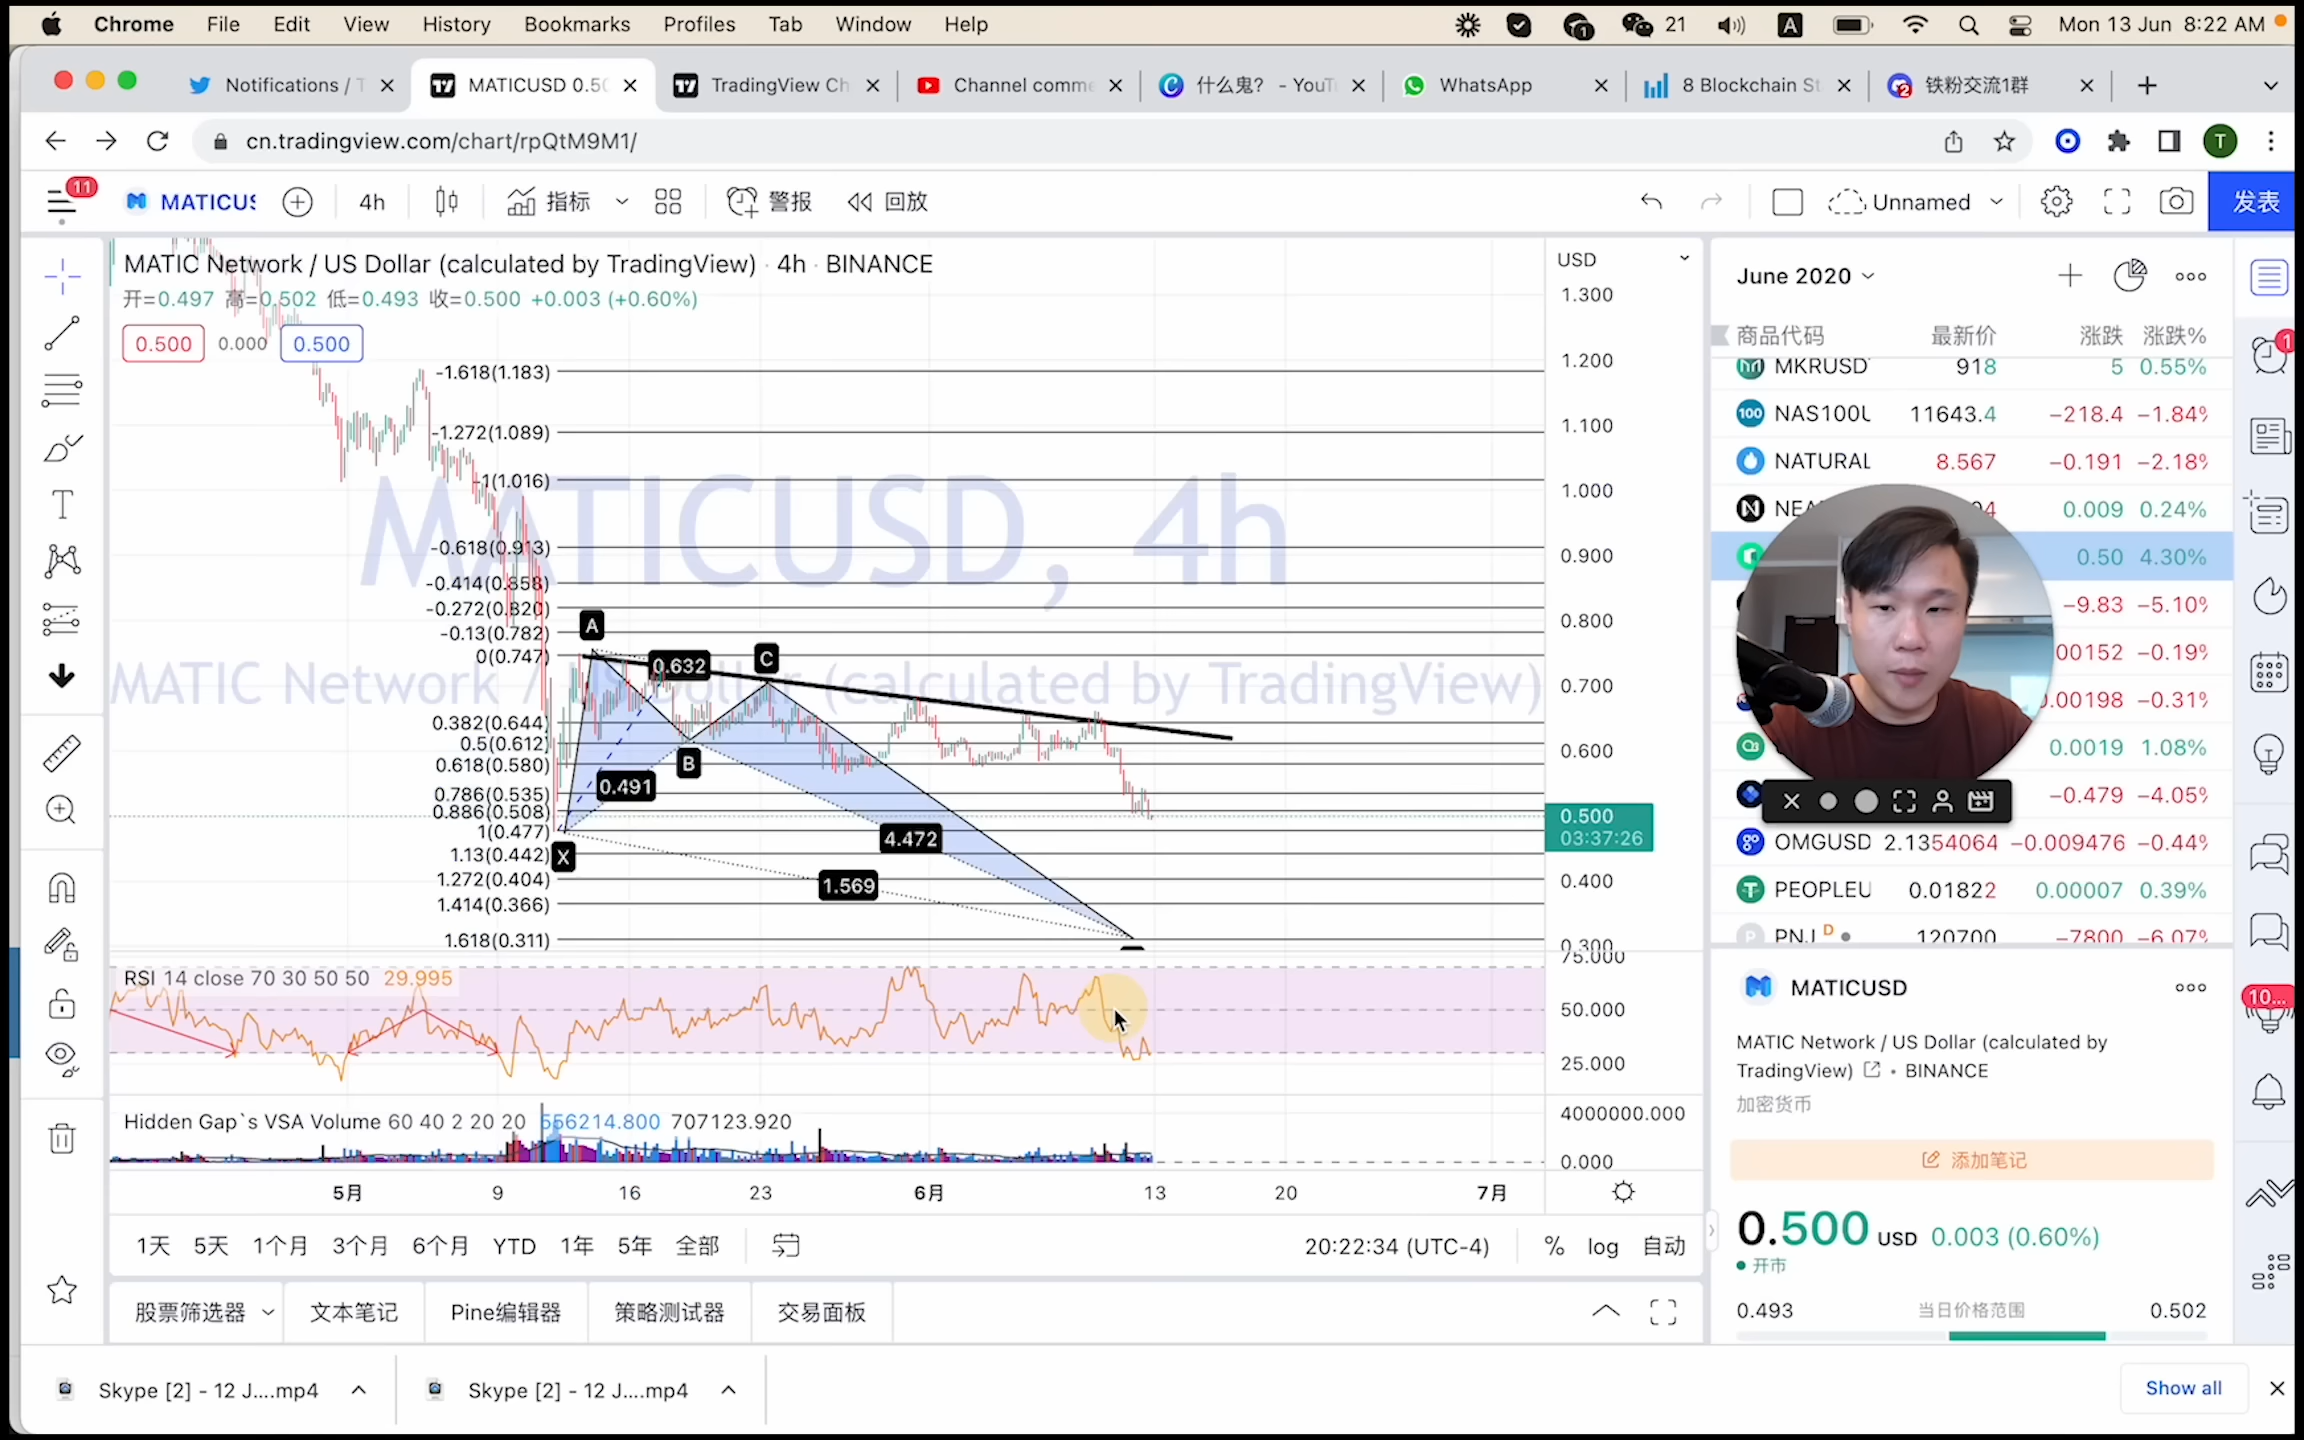 Chrome File Edit View History Bookmarks Profiles Tab Window Help 1 21 A Mon 13 Jun 8:22 AM
Notifications / T MATICUSD 0.50 TradingView Ch Channel comme 什么鬼? - YouT WhatsApp 8 Blockchain St 2 铁粉交流1群
cn.tradingview.com/chart/rpQtM9M1/ T
11 MATICUS 4h 指标 警报 回放 Unnamed 发表
MATIC Network / US Dollar (calculated by TradingView) · 4h · BINANCE
开=0.497 高=0.502 低=0.493 收=0.500 +0.003 (+0.60%)
0.500 0.000 0.500
MATICUSD, 4h
MATIC Network / US Dollar (calculated by TradingView)
-1.618(1.183)
-1.272(1.089)
-1(1.016)
-0.618(0.913)
-0.414(0.858)
-0.272(0.820)
-0.13(0.782)
0(0.747)
0.382(0.644)
0.5(0.612)
0.618(0.580)
0.786(0.535)
0.886(0.508)
1(0.477)
1.13(0.442)
1.272(0.404)
1.414(0.366)
1.618(0.311)
A
0.632
C
B
0.491
4.472
X
1.569
USD
1.300
1.200
1.100
1.000
0.900
0.800
0.700
0.600
0.500
03:37:26
0.400
0.300
75.000
50.000
25.000
4000000.000
0.000
RSI 14 close 70 30 50 50 29.995
Hidden Gap`s VSA Volume 60 40 2 20 20 556214.800 707123.920
5月 9 16 23 6月 13 20 7月
1天 5天 1个月 3个月 6个月 YTD 1年 5年 全部 20:22:34 (UTC-4) % log 自动
股票筛选器 文本笔记 Pine编辑器 策略测试器 交易面板
June 2020
商品代码 最新价 涨跌 涨跌%
MKRUSD 918 5 0.55%
100 NAS100U 11643.4 −218.4 −1.84%
NATURAL 8.567 −0.191 −2.18%
NEA 4 0.009 0.24%
0.50 4.30%
−9.83 −5.10%
00152 −0.19%
0.00198 −0.31%
0.0019 1.08%
−0.479 −4.05%
OMGUSD 2.1354064 −0.009476 −0.44%
PEOPLEU 0.01822 0.00007 0.39%
P PNJ D 120700 −7800 −6.07%
1
10...
MATICUSD
MATIC Network / US Dollar (calculated by
TradingView) • BINANCE
加密货币
添加笔记
0.500 USD 0.003 (0.60%)
开市
0.493 当日价格范围 0.502
Skype [2] - 12 J....mp4 Skype [2] - 12 J....mp4 Show all